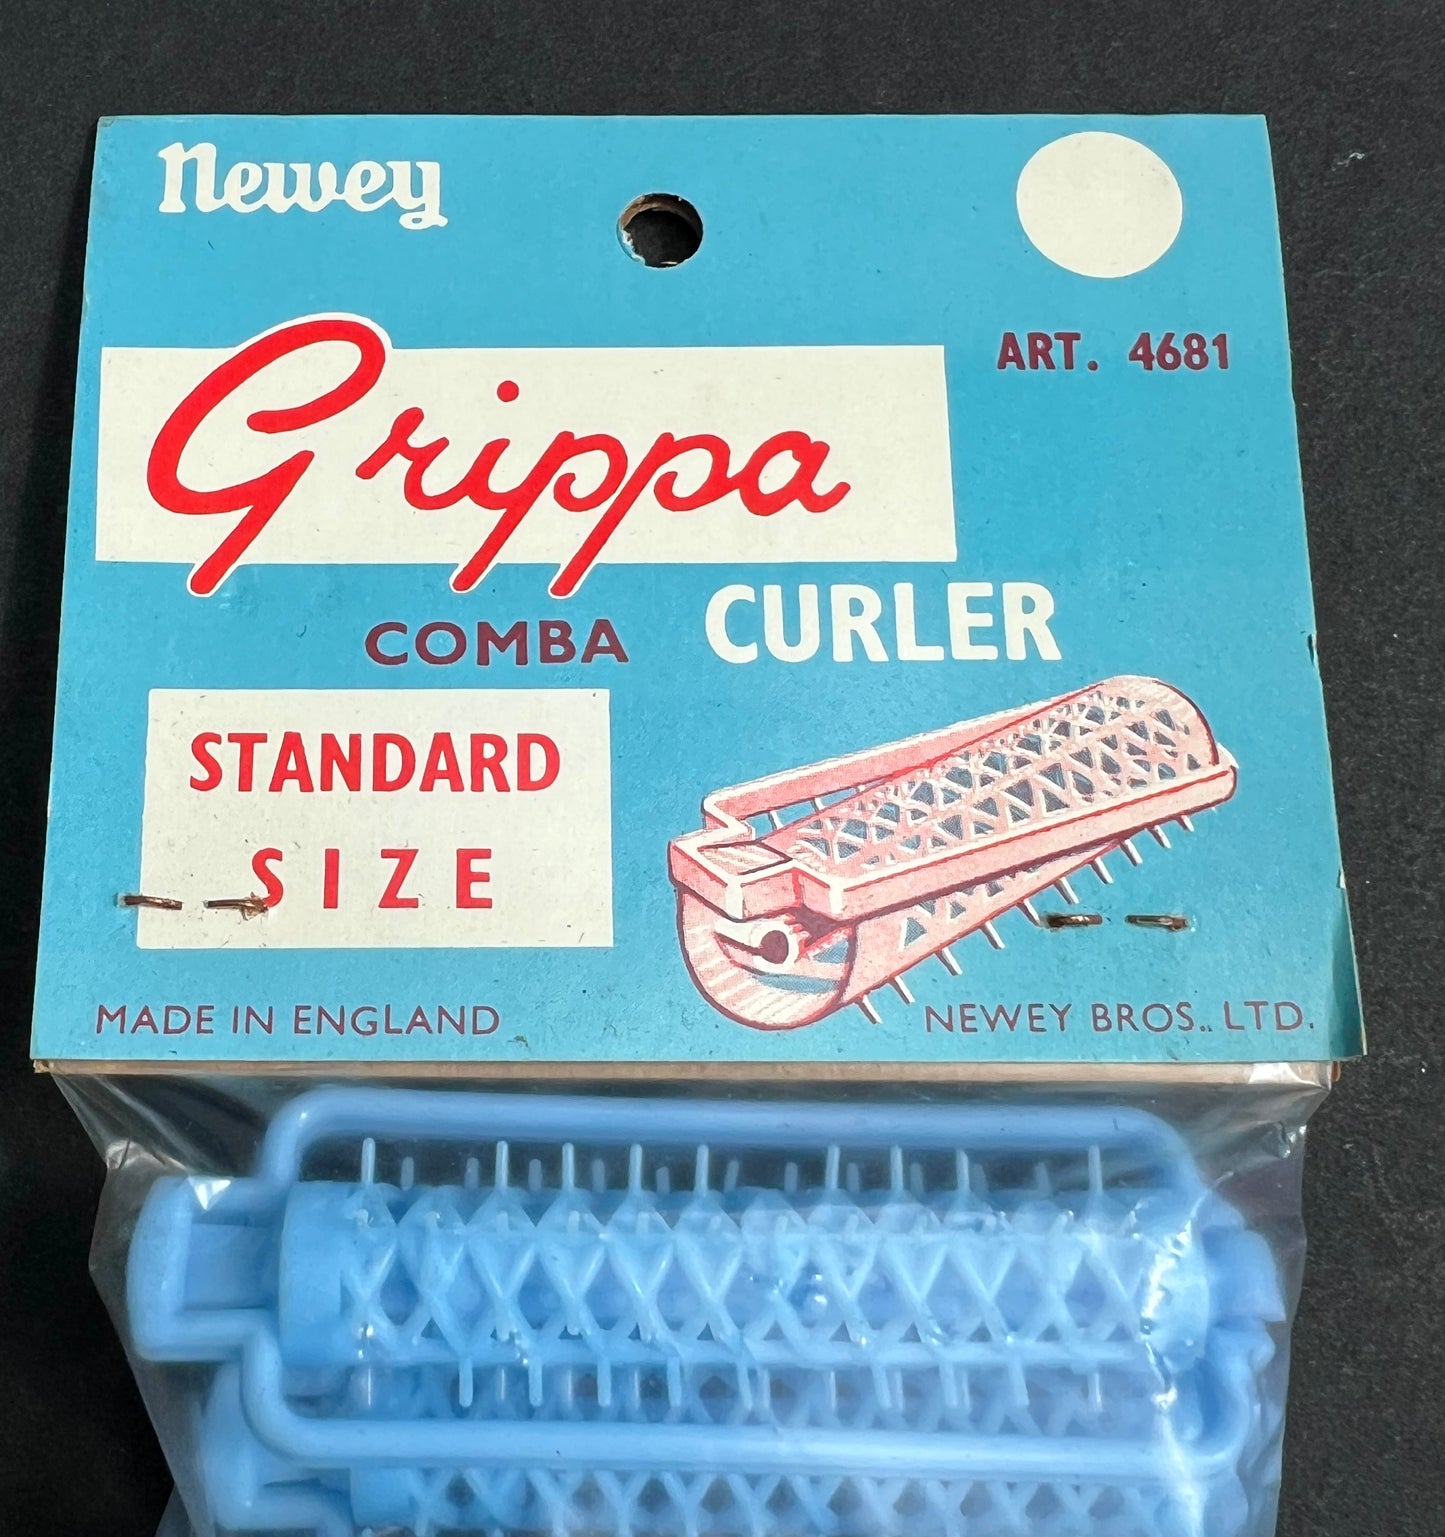 Newey
ART. 4681
Grippa
COMBA CURLER
STANDARD
SIZE
MADE IN ENGLAND
NEWEY BROS., LTD.